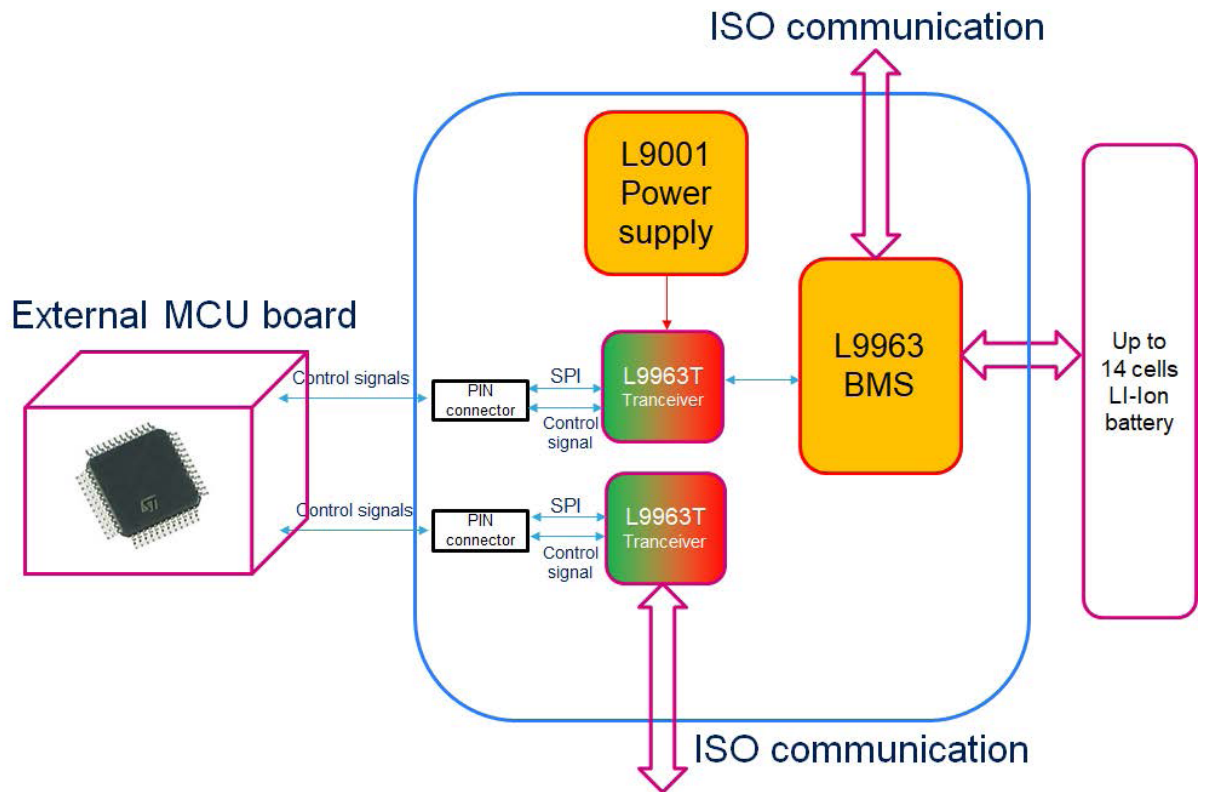 ISO communication
L9001
Power
supply
External MCU board
L9963
BMS
Up to
14 cells
LI-Ion
battery
Control signals
PIN
connector
SPI
Control
signal
L9963T
Tranceiver
Control signals
PIN
connector
SPI
Control
signal
L9963T
Tranceiver
ISO communication